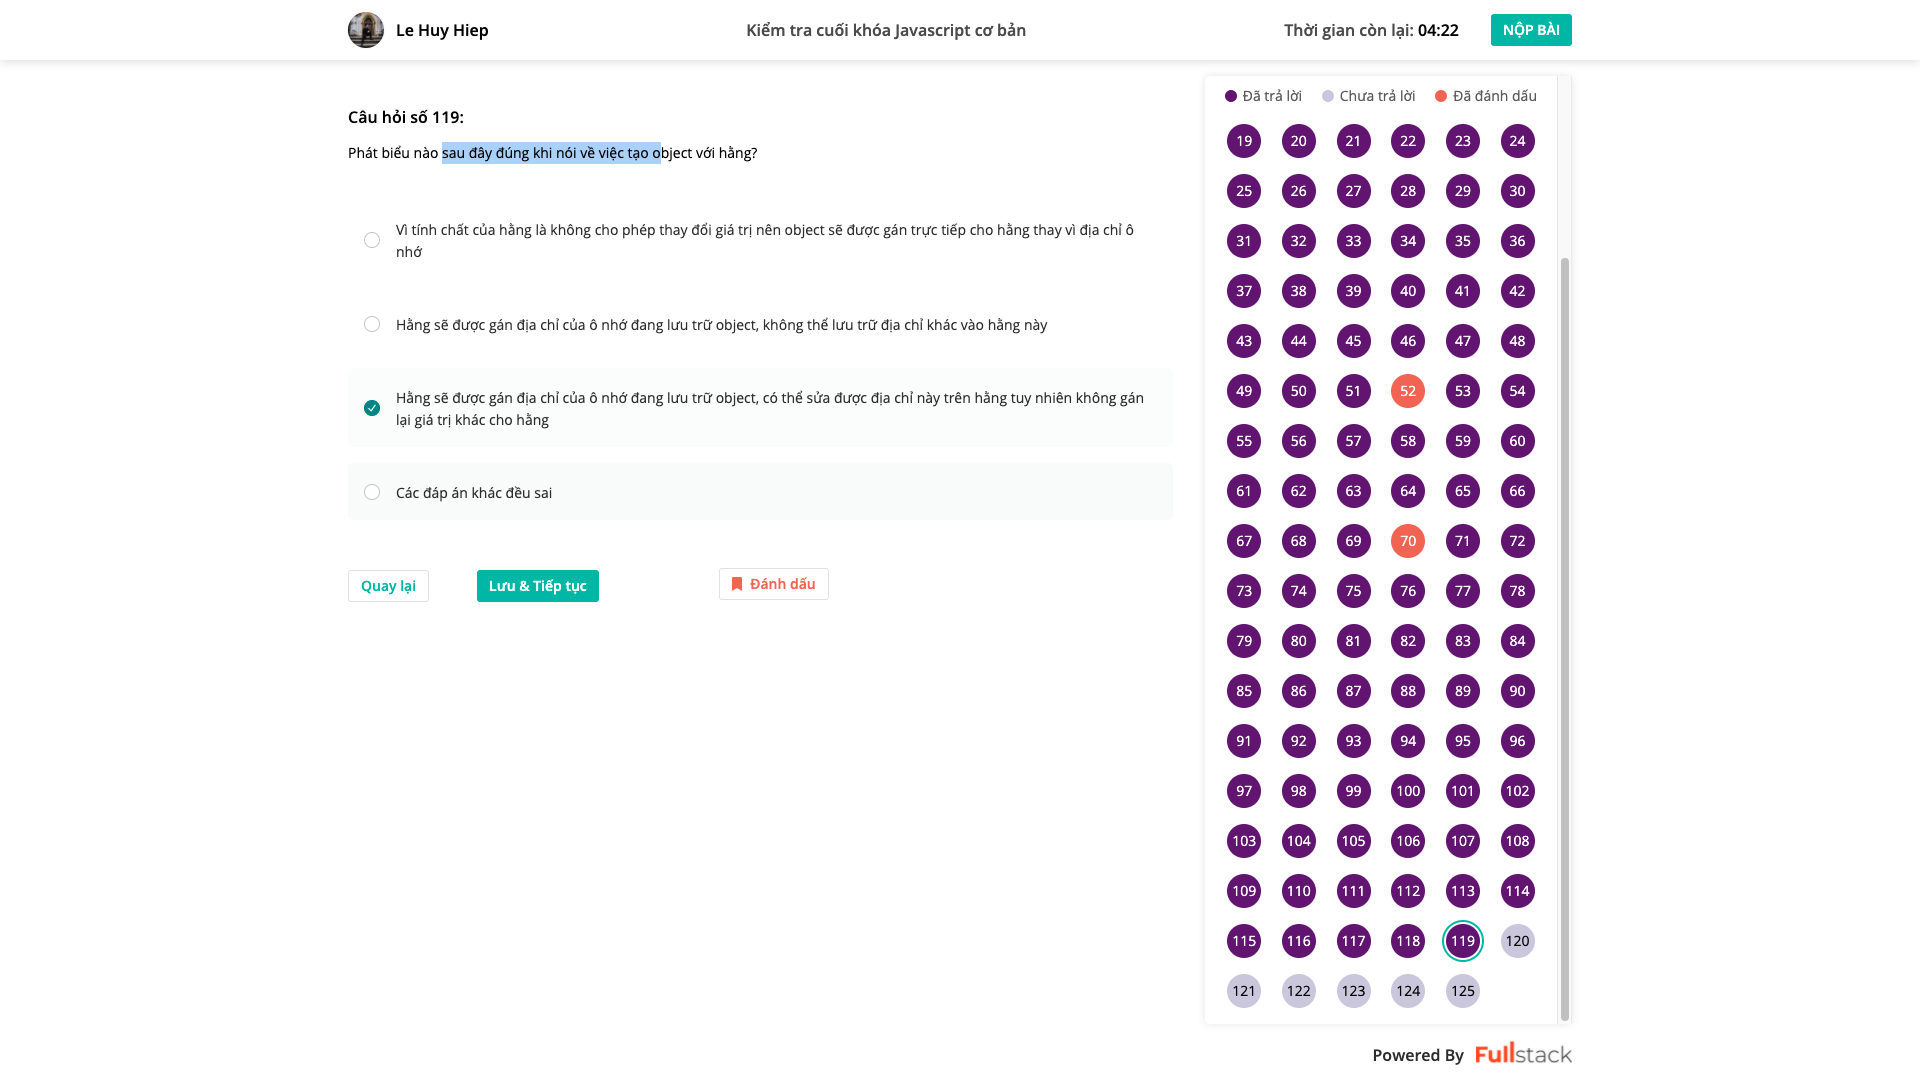 Le Huy Hiep
Kiểm tra cuối khóa Javascript cơ bản
Thời gian còn lại: 04:22
NỘP BÀI
Câu hỏi số 119:
Phát biểu nào sau đây đúng khi nói về việc tạo object với hằng?
Vì tính chất của hằng là không cho phép thay đổi giá trị nên object sẽ được gán trực tiếp cho hằng thay vì địa chỉ ô
nhớ
Hằng sẽ được gán địa chỉ của ô nhớ đang lưu trữ object, không thể lưu trữ địa chỉ khác vào hằng này
Hằng sẽ được gán địa chỉ của ô nhớ đang lưu trữ object, có thể sửa được địa chỉ này trên hằng tuy nhiên không gán
lại giá trị khác cho hằng
Các đáp án khác đều sai
Quay lại
Lưu & Tiếp tục
Đánh dấu
Đã trả lời Chưa trả lời Đã đánh dấu
19 20 21 22 23 24
25 26 27 28 29 30
31 32 33 34 35 36
37 38 39 40 41 42
43 44 45 46 47 48
49 50 51 52 53 54
55 56 57 58 59 60
61 62 63 64 65 66
67 68 69 70 71 72
73 74 75 76 77 78
79 80 81 82 83 84
85 86 87 88 89 90
91 92 93 94 95 96
97 98 99 100 101 102
103 104 105 106 107 108
109 110 111 112 113 114
115 116 117 118 119 120
121 122 123 124 125
Powered By Fullstack